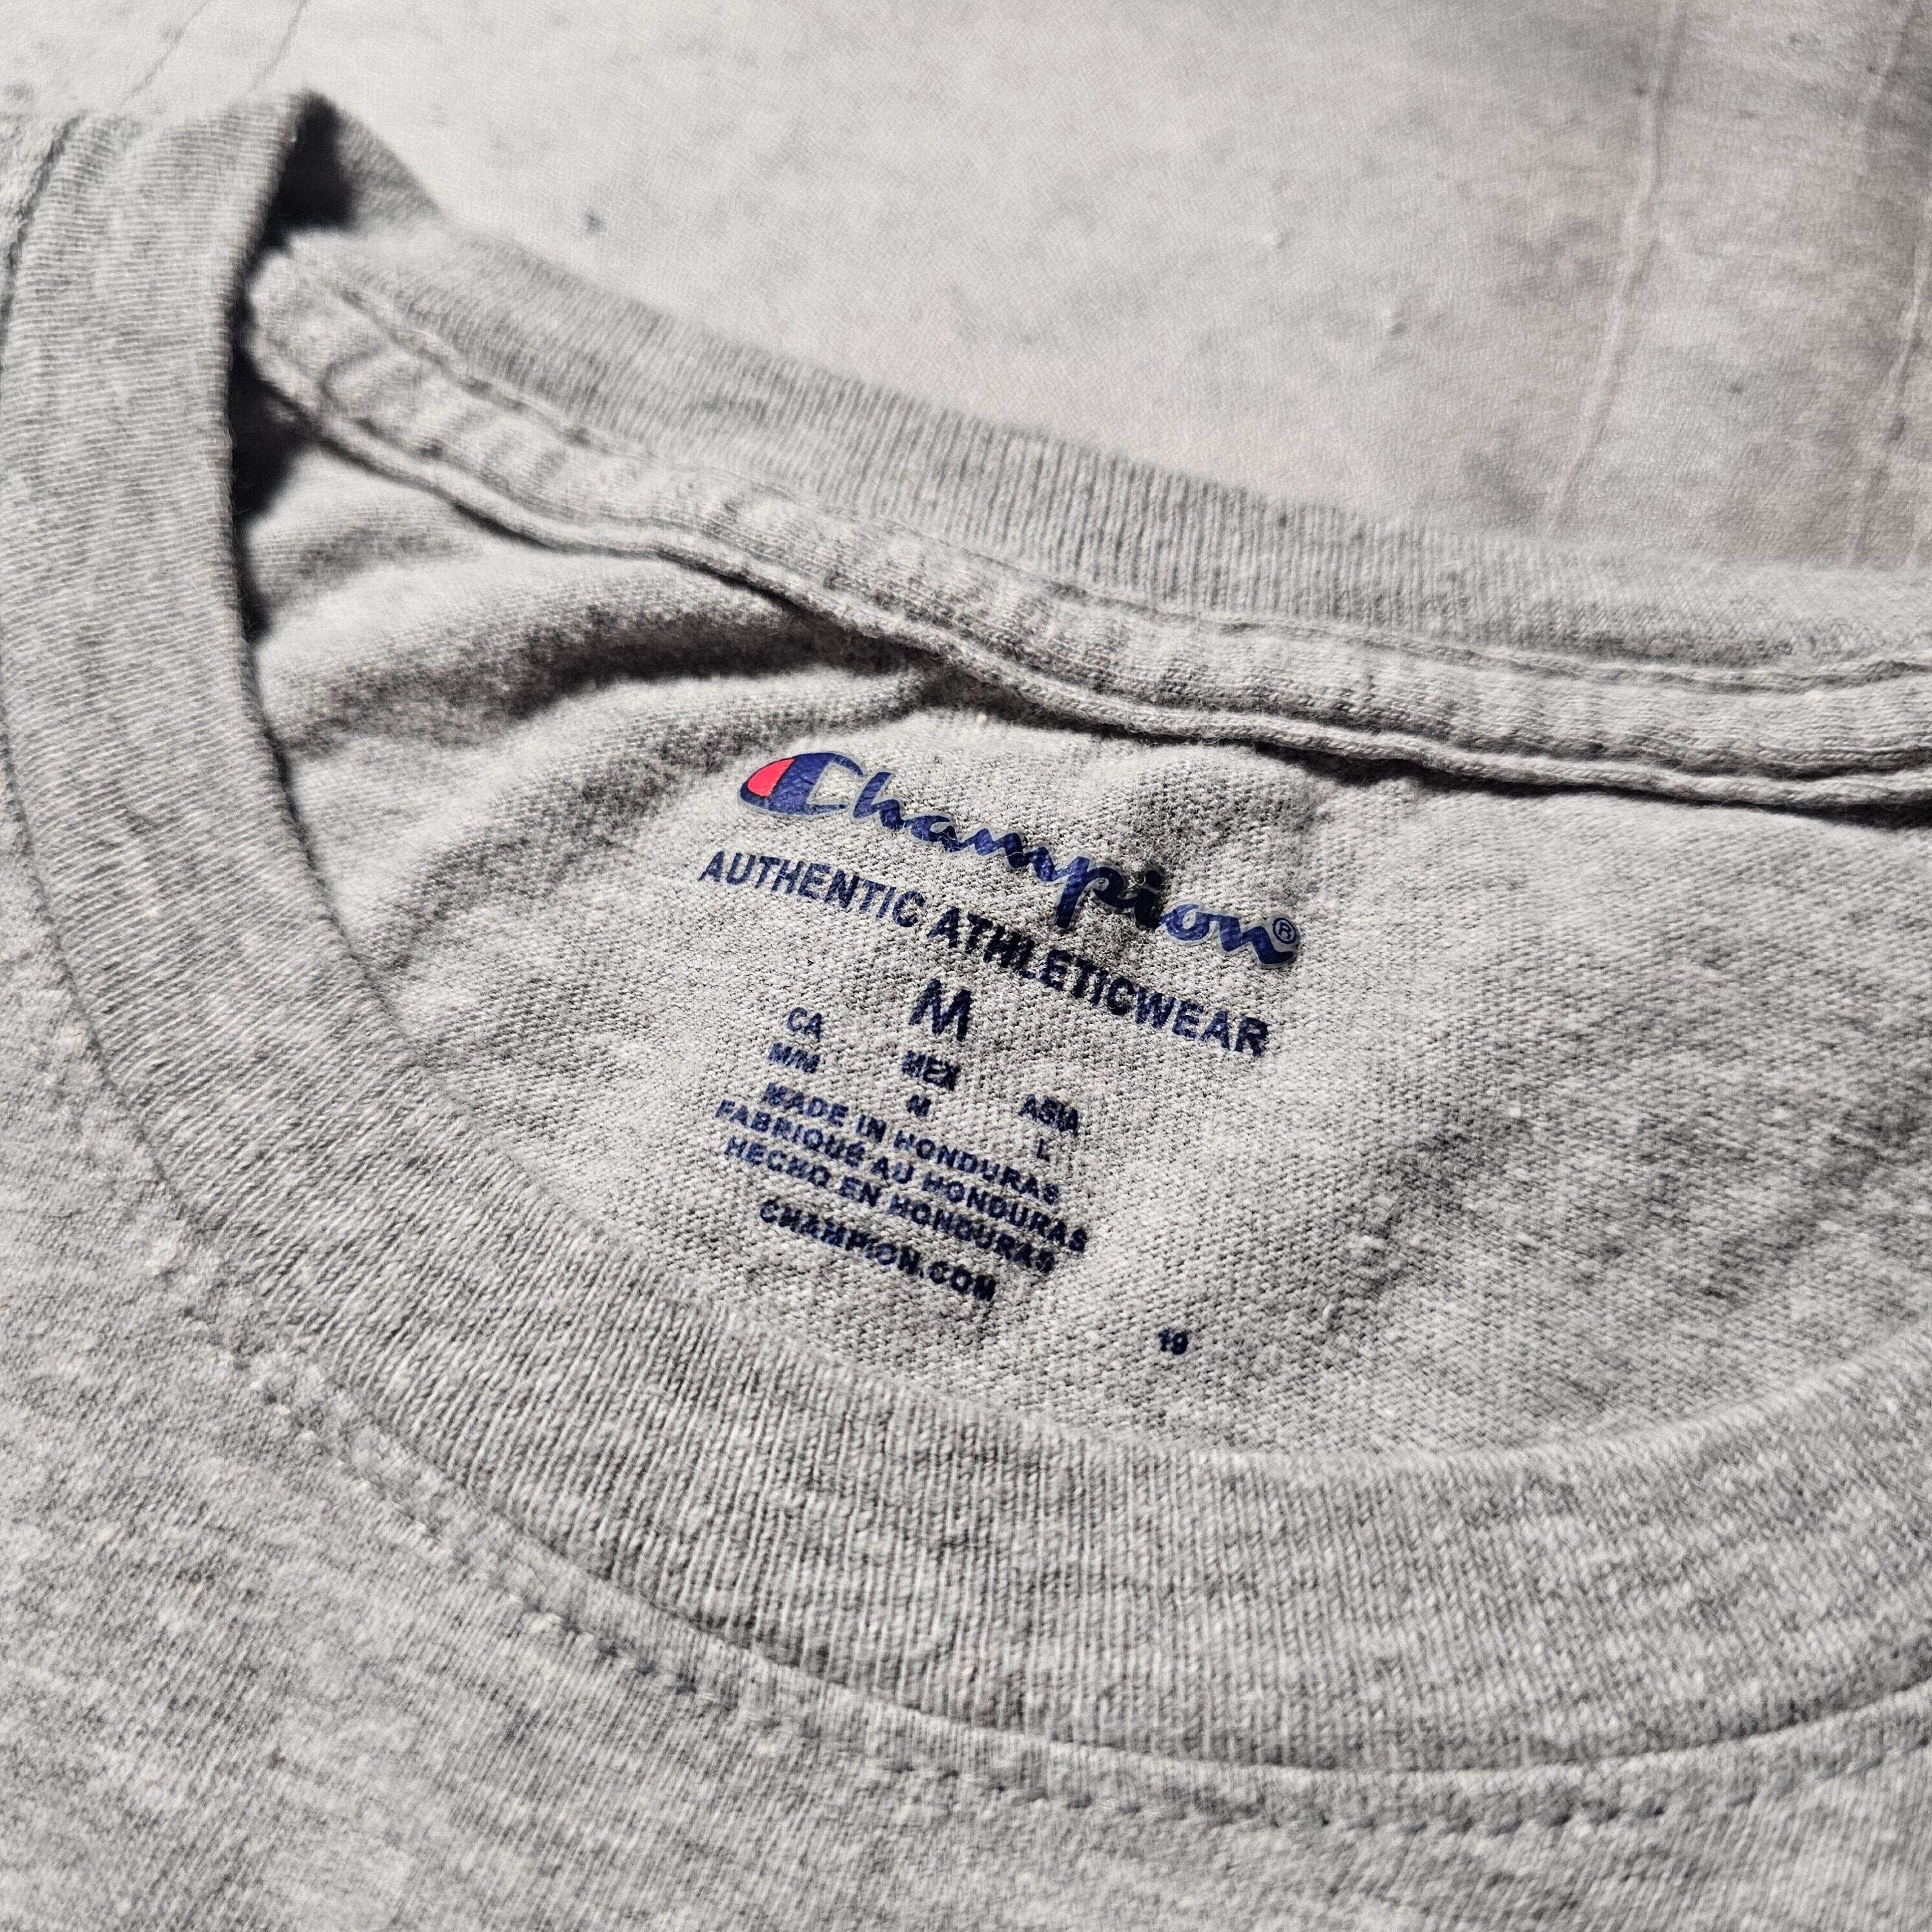 Champion®
AUTHENTIC ATHLETICWEAR
M
CA MEX ASIA
M/M M L
MADE IN HONDURAS
FABRIQUÉ AU HONDURAS
HECHO EN HONDURAS
CHAMPION.COM
19